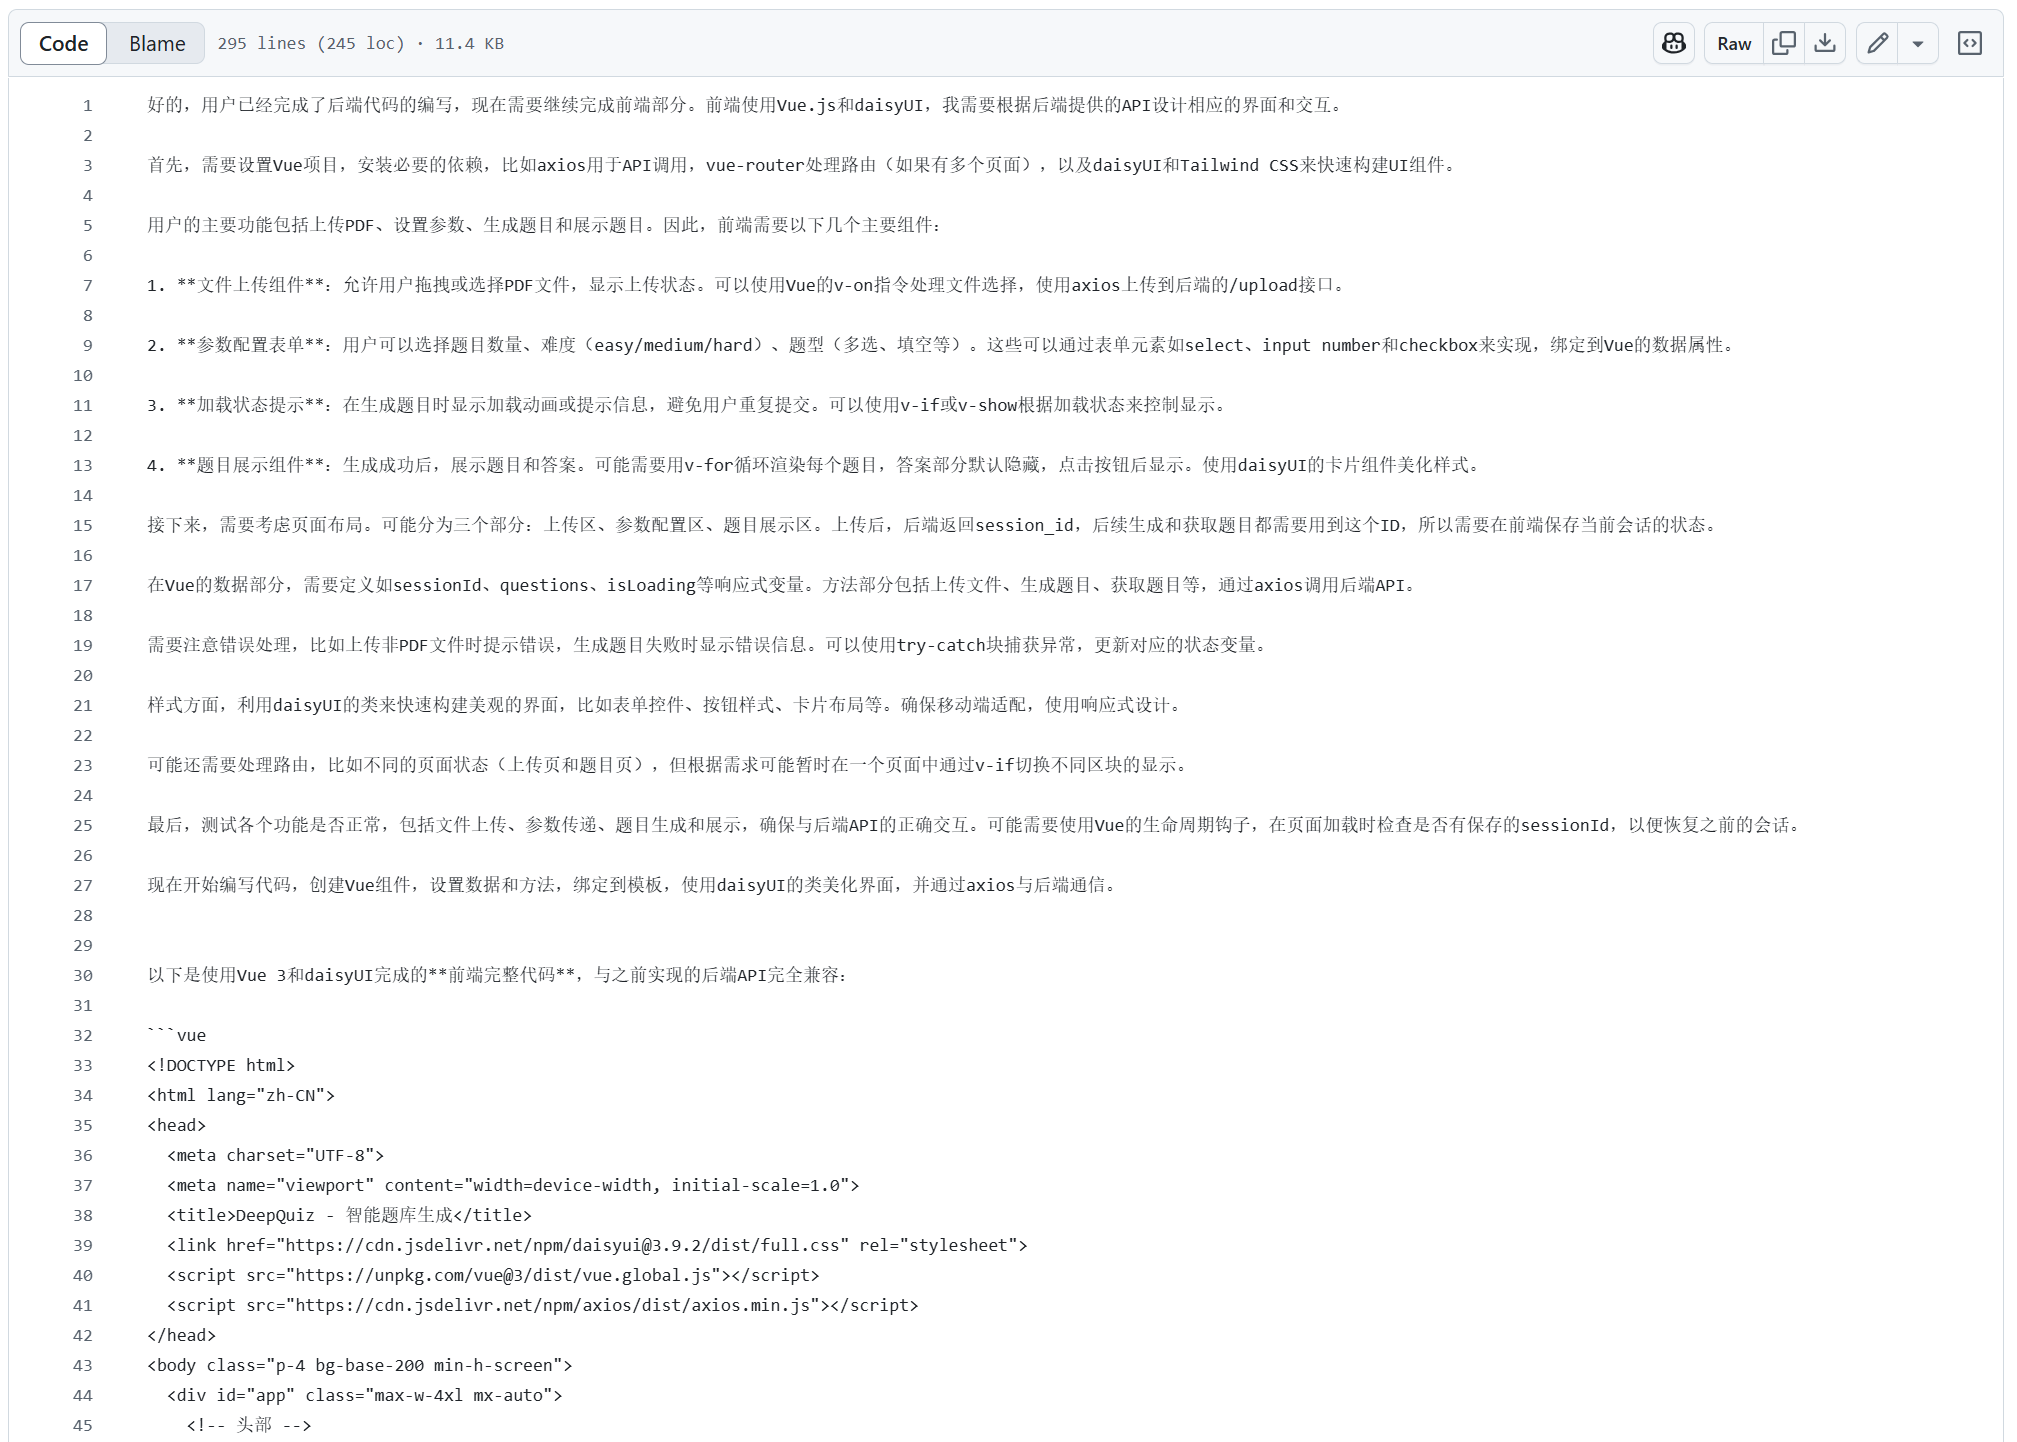 Code Blame 295 lines (245 loc) · 11.4 KB Raw
1 好的，用户已经完成了后端代码的编写，现在需要继续完成前端部分。前端使用Vue.js和daisyUI，我需要根据后端提供的API设计相应的界面和交互。
2
3 首先，需要设置Vue项目，安装必要的依赖，比如axios用于API调用，vue-router处理路由（如果有多个页面），以及daisyUI和Tailwind CSS来快速构建UI组件。
4
5 用户的主要功能包括上传PDF、设置参数、生成题目和展示题目。因此，前端需要以下几个主要组件：
6
7 1. **文件上传组件**：允许用户拖拽或选择PDF文件，显示上传状态。可以使用Vue的v-on指令处理文件选择，使用axios上传到后端的/upload接口。
8
9 2. **参数配置表单**：用户可以选择题目数量、难度（easy/medium/hard）、题型（多选、填空等）。这些可以通过表单元素如select、input number和checkbox来实现，绑定到Vue的数据属性。
10
11 3. **加载状态提示**：在生成题目时显示加载动画或提示信息，避免用户重复提交。可以使用v-if或v-show根据加载状态来控制显示。
12
13 4. **题目展示组件**：生成成功后，展示题目和答案。可能需要用v-for循环渲染每个题目，答案部分默认隐藏，点击按钮后显示。使用daisyUI的卡片组件美化样式。
14
15 接下来，需要考虑页面布局。可能分为三个部分：上传区、参数配置区、题目展示区。上传后，后端返回session_id，后续生成和获取题目都需要用到这个ID，所以需要在前端保存当前会话的状态。
16
17 在Vue的数据部分，需要定义如sessionId、questions、isLoading等响应式变量。方法部分包括上传文件、生成题目、获取题目等，通过axios调用后端API。
18
19 需要注意错误处理，比如上传非PDF文件时提示错误，生成题目失败时显示错误信息。可以使用try-catch块捕获异常，更新对应的状态变量。
20
21 样式方面，利用daisyUI的类来快速构建美观的界面，比如表单控件、按钮样式、卡片布局等。确保移动端适配，使用响应式设计。
22
23 可能还需要处理路由，比如不同的页面状态（上传页和题目页），但根据需求可能暂时在一个页面中通过v-if切换不同区块的显示。
24
25 最后，测试各个功能是否正常，包括文件上传、参数传递、题目生成和展示，确保与后端API的正确交互。可能需要使用Vue的生命周期钩子，在页面加载时检查是否有保存的sessionId，以便恢复之前的会话。
26
27 现在开始编写代码，创建Vue组件，设置数据和方法，绑定到模板，使用daisyUI的类美化界面，并通过axios与后端通信。
28
29
30 以下是使用Vue 3和daisyUI完成的**前端完整代码**，与之前实现的后端API完全兼容：
31
32 ```vue
33 <!DOCTYPE html>
34 <html lang="zh-CN">
35 <head>
36   <meta charset="UTF-8">
37   <meta name="viewport" content="width=device-width, initial-scale=1.0">
38   <title>DeepQuiz - 智能题库生成</title>
39   <link href="https://cdn.jsdelivr.net/npm/daisyui@3.9.2/dist/full.css" rel="stylesheet">
40   <script src="https://unpkg.com/vue@3/dist/vue.global.js"></script>
41   <script src="https://cdn.jsdelivr.net/npm/axios/dist/axios.min.js"></script>
42 </head>
43 <body class="p-4 bg-base-200 min-h-screen">
44   <div id="app" class="max-w-4xl mx-auto">
45     <!-- 头部 -->